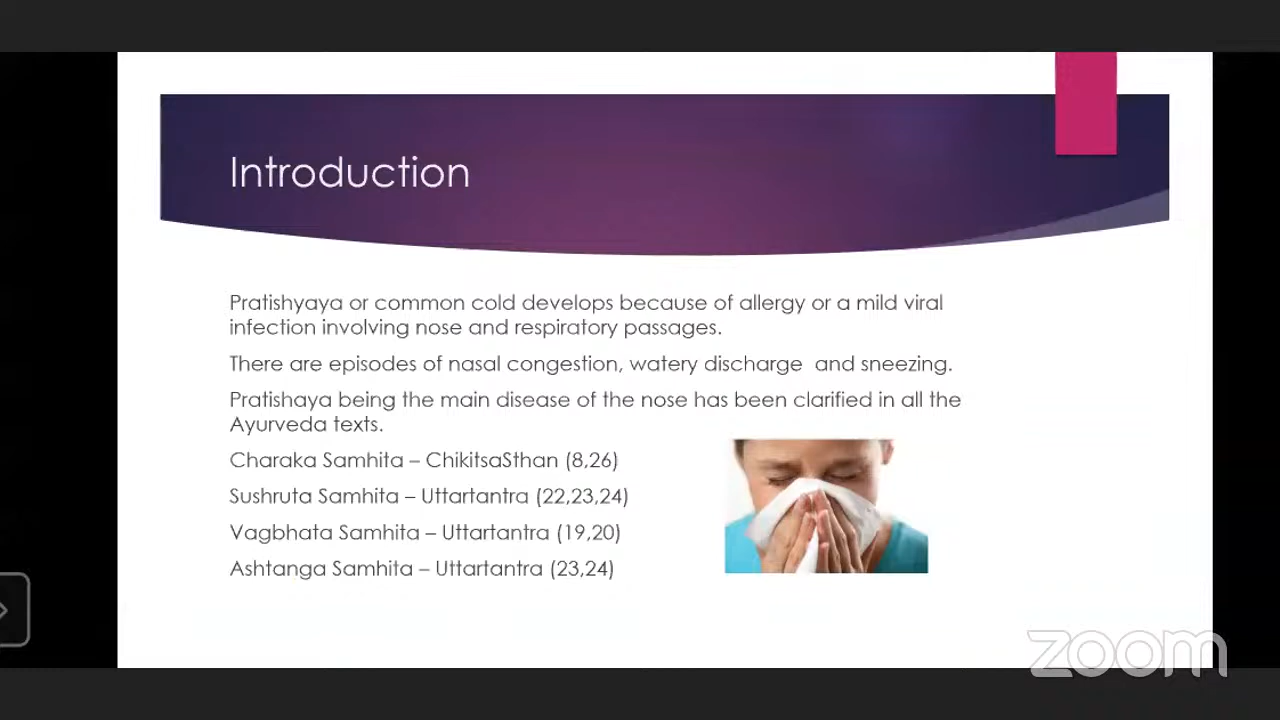 Introduction
Pratishyaya or common cold develops because of allergy or a mild viral
infection involving nose and respiratory passages.
There are episodes of nasal congestion, watery discharge  and sneezing.
Pratishaya being the main disease of the nose has been clarified in all the
Ayurveda texts.
Charaka Samhita – ChikitsaSthan (8,26)
Sushruta Samhita – Uttartantra (22,23,24)
Vagbhata Samhita – Uttartantra (19,20)
Ashtanga Samhita – Uttartantra (23,24)
zoom